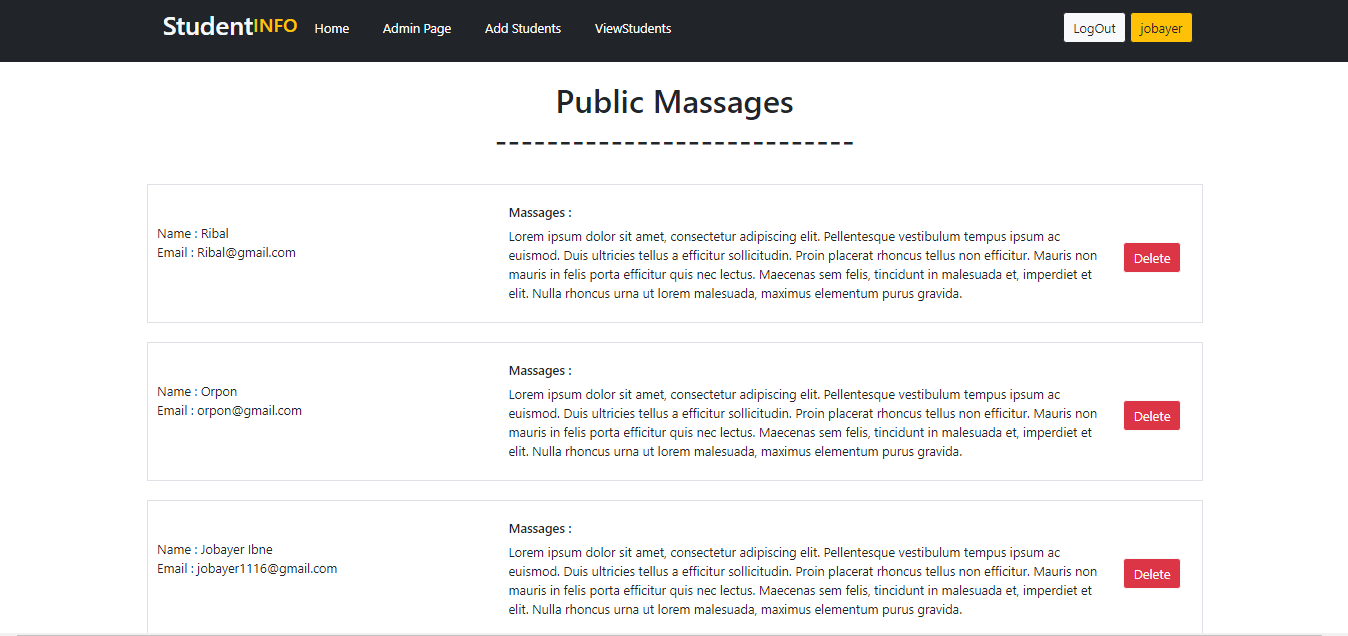 StudentINFO Home Admin Page Add Students ViewStudents LogOut jobayer
Public Massages
----------------------------
Name : Ribal
Email : Ribal@gmail.com
Massages :
Lorem ipsum dolor sit amet, consectetur adipiscing elit. Pellentesque vestibulum tempus ipsum ac
euismod. Duis ultricies tellus a efficitur sollicitudin. Proin placerat rhoncus tellus non efficitur. Mauris non
mauris in felis porta efficitur quis nec lectus. Maecenas sem felis, tincidunt in malesuada et, imperdiet et
elit. Nulla rhoncus urna ut lorem malesuada, maximus elementum purus gravida.
Delete
Name : Orpon
Email : orpon@gmail.com
Massages :
Lorem ipsum dolor sit amet, consectetur adipiscing elit. Pellentesque vestibulum tempus ipsum ac
euismod. Duis ultricies tellus a efficitur sollicitudin. Proin placerat rhoncus tellus non efficitur. Mauris non
mauris in felis porta efficitur quis nec lectus. Maecenas sem felis, tincidunt in malesuada et, imperdiet et
elit. Nulla rhoncus urna ut lorem malesuada, maximus elementum purus gravida.
Delete
Name : Jobayer Ibne
Email : jobayer1116@gmail.com
Massages :
Lorem ipsum dolor sit amet, consectetur adipiscing elit. Pellentesque vestibulum tempus ipsum ac
euismod. Duis ultricies tellus a efficitur sollicitudin. Proin placerat rhoncus tellus non efficitur. Mauris non
mauris in felis porta efficitur quis nec lectus. Maecenas sem felis, tincidunt in malesuada et, imperdiet et
elit. Nulla rhoncus urna ut lorem malesuada, maximus elementum purus gravida.
Delete